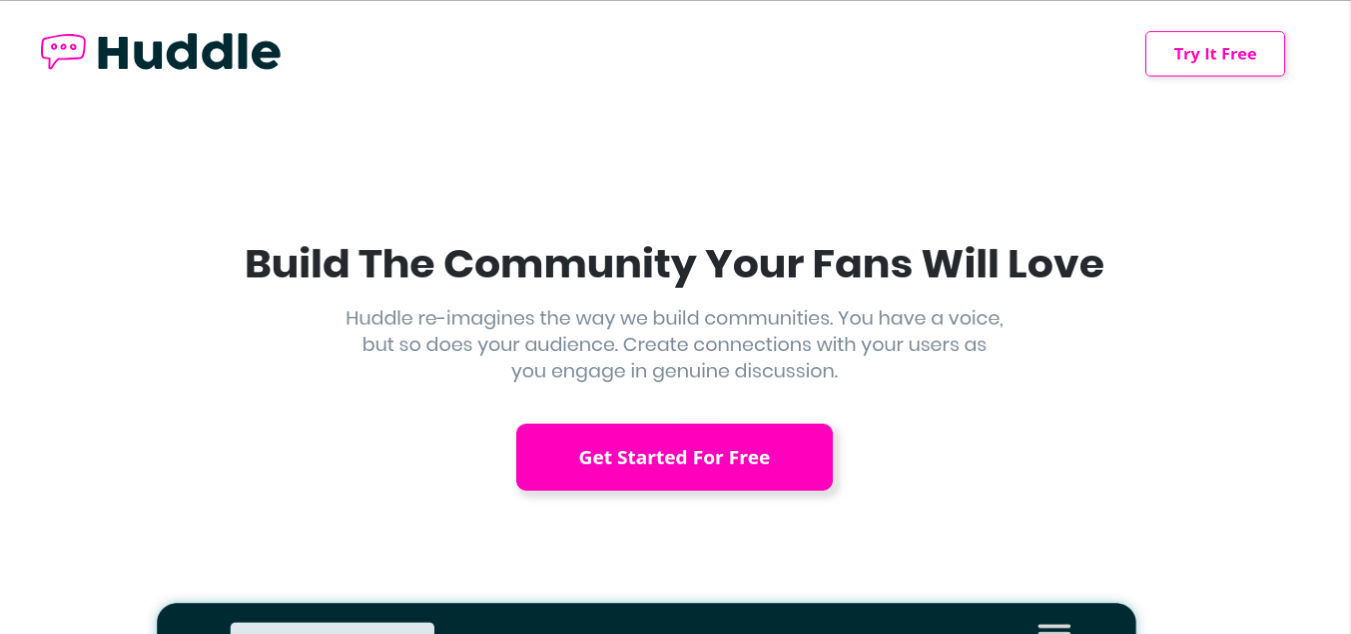 Huddle
Try It Free
Build The Community Your Fans Will Love
Huddle re-imagines the way we build communities. You have a voice,
but so does your audience. Create connections with your users as
you engage in genuine discussion.
Get Started For Free